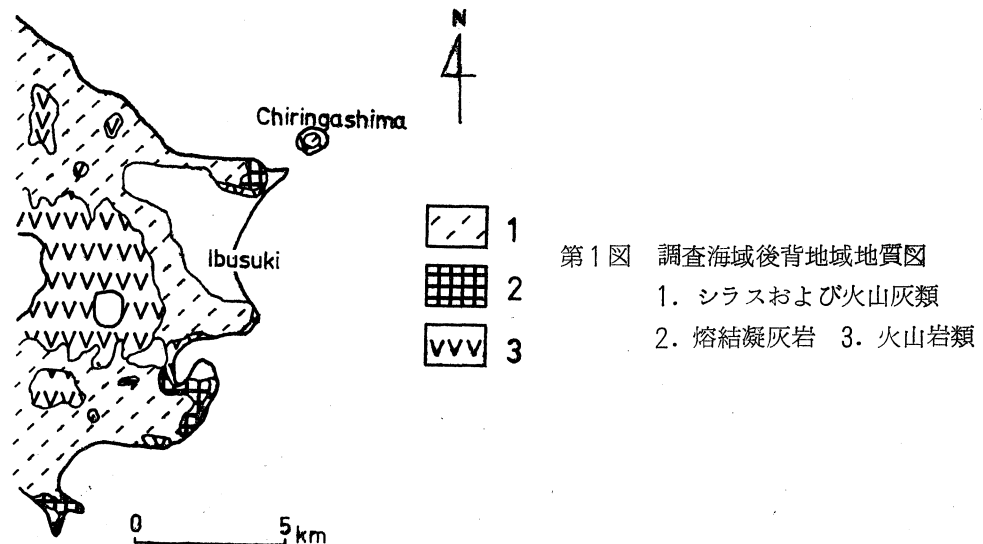 N
Chiringashima
Ibusuki
1
2
3
第1図 調査海域後背地域地質図
1. シラスおよび火山灰類
2. 熔結凝灰岩 3. 火山岩類
0 5 km